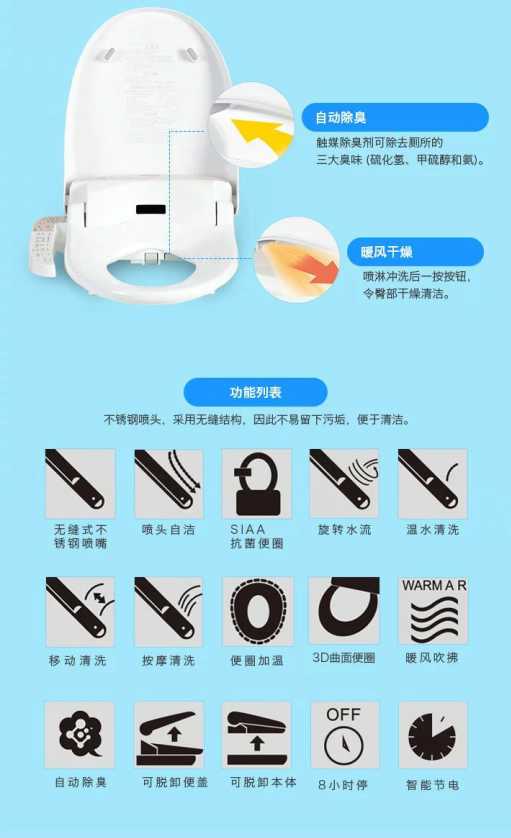 自动除臭
触媒除臭剂可除去厕所的
三大臭味 (硫化氢、甲硫醇和氨)。
暖风干燥
喷淋冲洗后一按按钮,
令臀部干燥清洁。
功能列表
不锈钢喷头，采用无缝结构，因此不易留下污垢，便于清洁。
无缝式不
锈钢喷嘴
喷头自洁
SIAA
抗菌便圈
旋转水流
温水清洗
移动清洗
按摩清洗
便圈加温
3D曲面便圈
WARM A R
暖风吹拂
自动除臭
可脱卸便盖
可脱卸本体
OFF
8小时停
智能节电